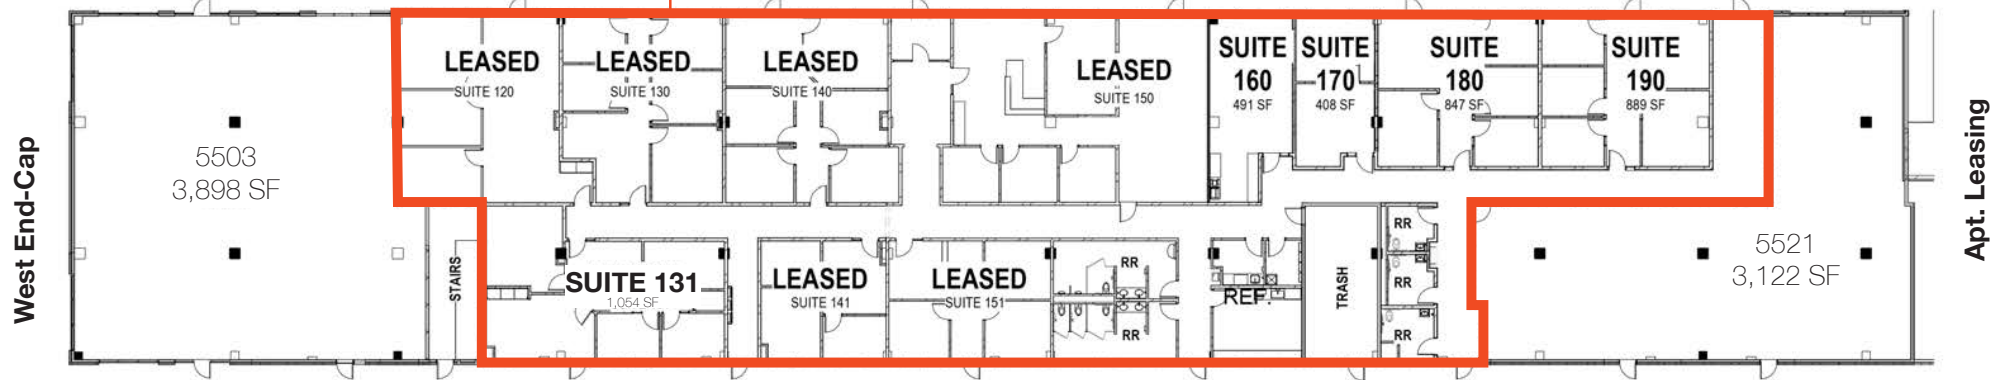 West End-Cap
5503
3,898 SF
LEASED
SUITE 120
LEASED
SUITE 130
LEASED
SUITE 140
LEASED
SUITE 150
SUITE
160
491 SF
SUITE
170
408 SF
SUITE
180
847 SF
SUITE
190
889 SF
STAIRS
SUITE 131
1,054 SF
LEASED
SUITE 141
LEASED
SUITE 151
RR
RR
REF
TRASH
RR
RR
RR
5521
3,122 SF
Apt. Leasing